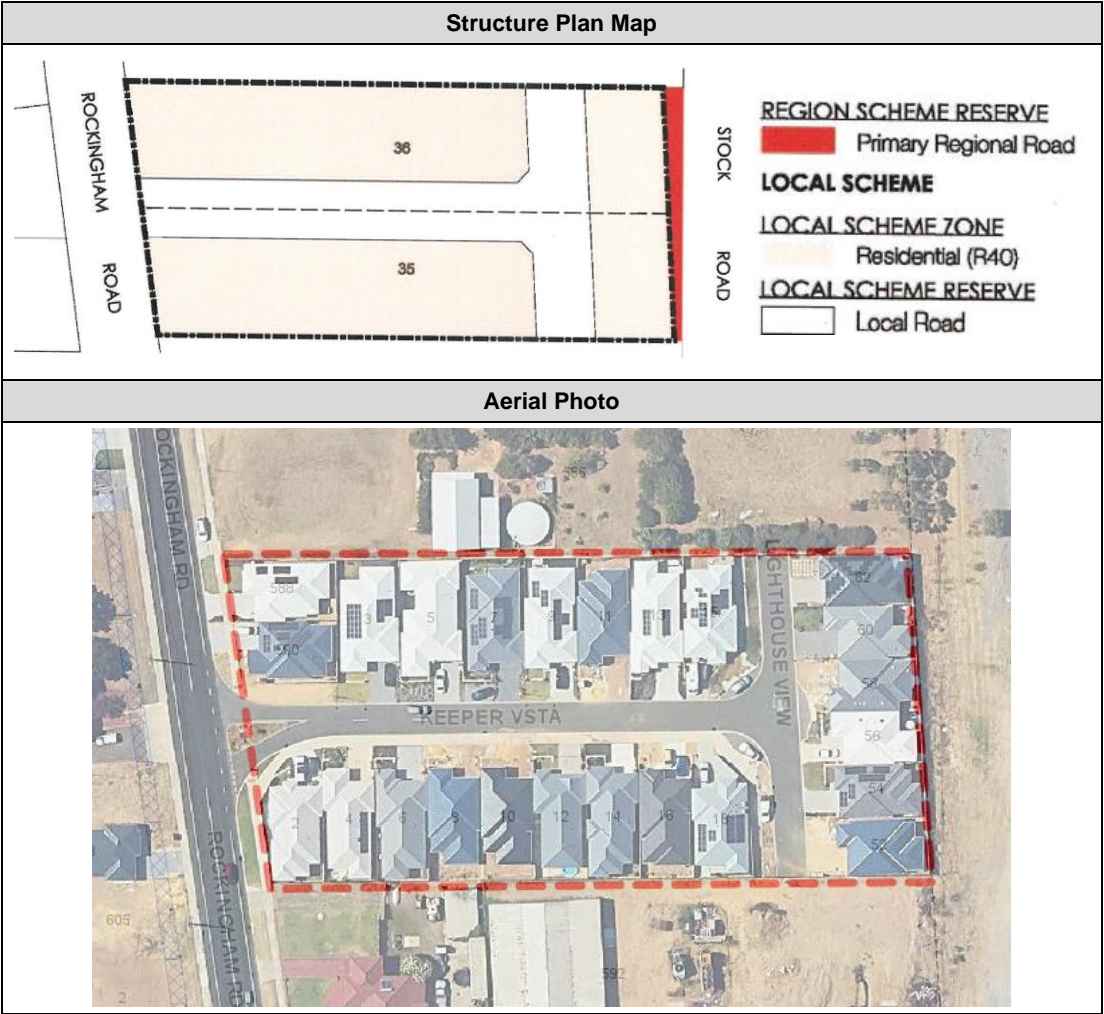 Structure Plan Map
ROCKINGHAM
ROAD
36
35
STOCK
ROAD
REGION SCHEME RESERVE
Primary Regional Road
LOCAL SCHEME
LOCAL SCHEME ZONE
Residential (R40)
LOCAL SCHEME RESERVE
Local Road
Aerial Photo
OCKINGHAM RD
586
588
590
3
5
7
9
11
13
LIGHTHOUSE VIEW
62
60
58
56
54
52
KEEPER VSTA
2
4
6
8
10
12
14
16
18
ROCKINGHAM RD
605
592
2